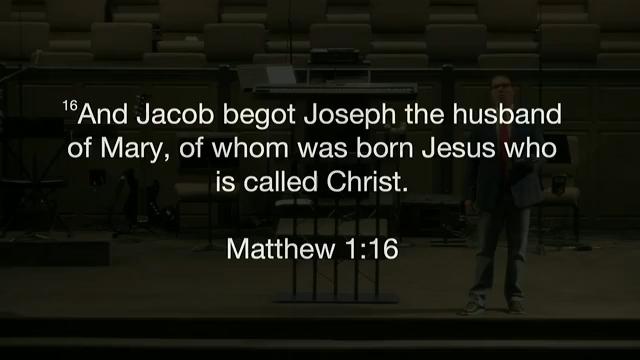 16And Jacob begot Joseph the husband
of Mary, of whom was born Jesus who
is called Christ.
Matthew 1:16